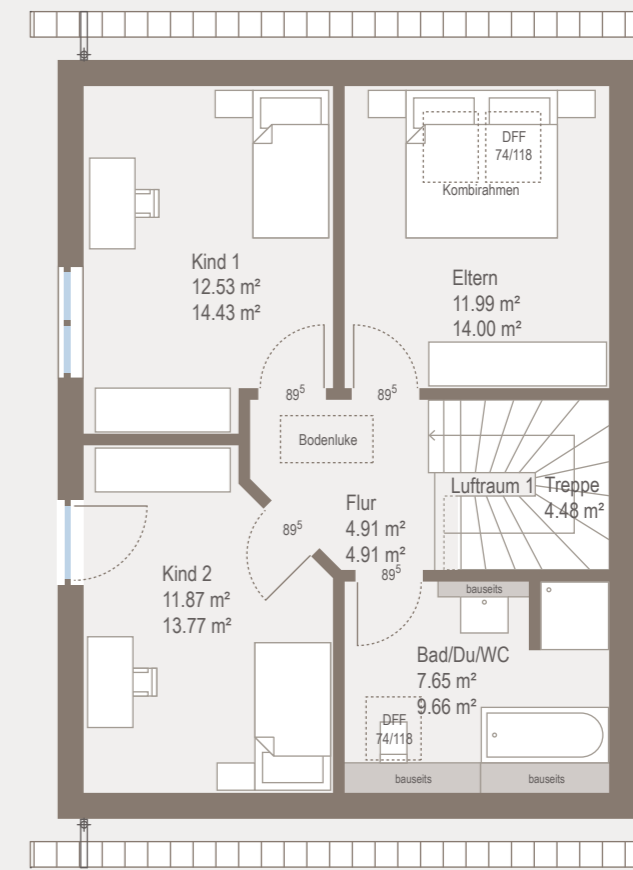 DFF
74/118
Kombirahmen
Kind 1
12.53 m²
14.43 m²
Eltern
11.99 m²
14.00 m²
89⁵
89⁵
Bodenluke
Luftraum 1
Treppe
4.48 m²
Flur
4.91 m²
4.91 m²
89⁵
89⁵
Kind 2
11.87 m²
13.77 m²
bauseits
Bad/Du/WC
7.65 m²
9.66 m²
DFF
74/118
bauseits
bauseits